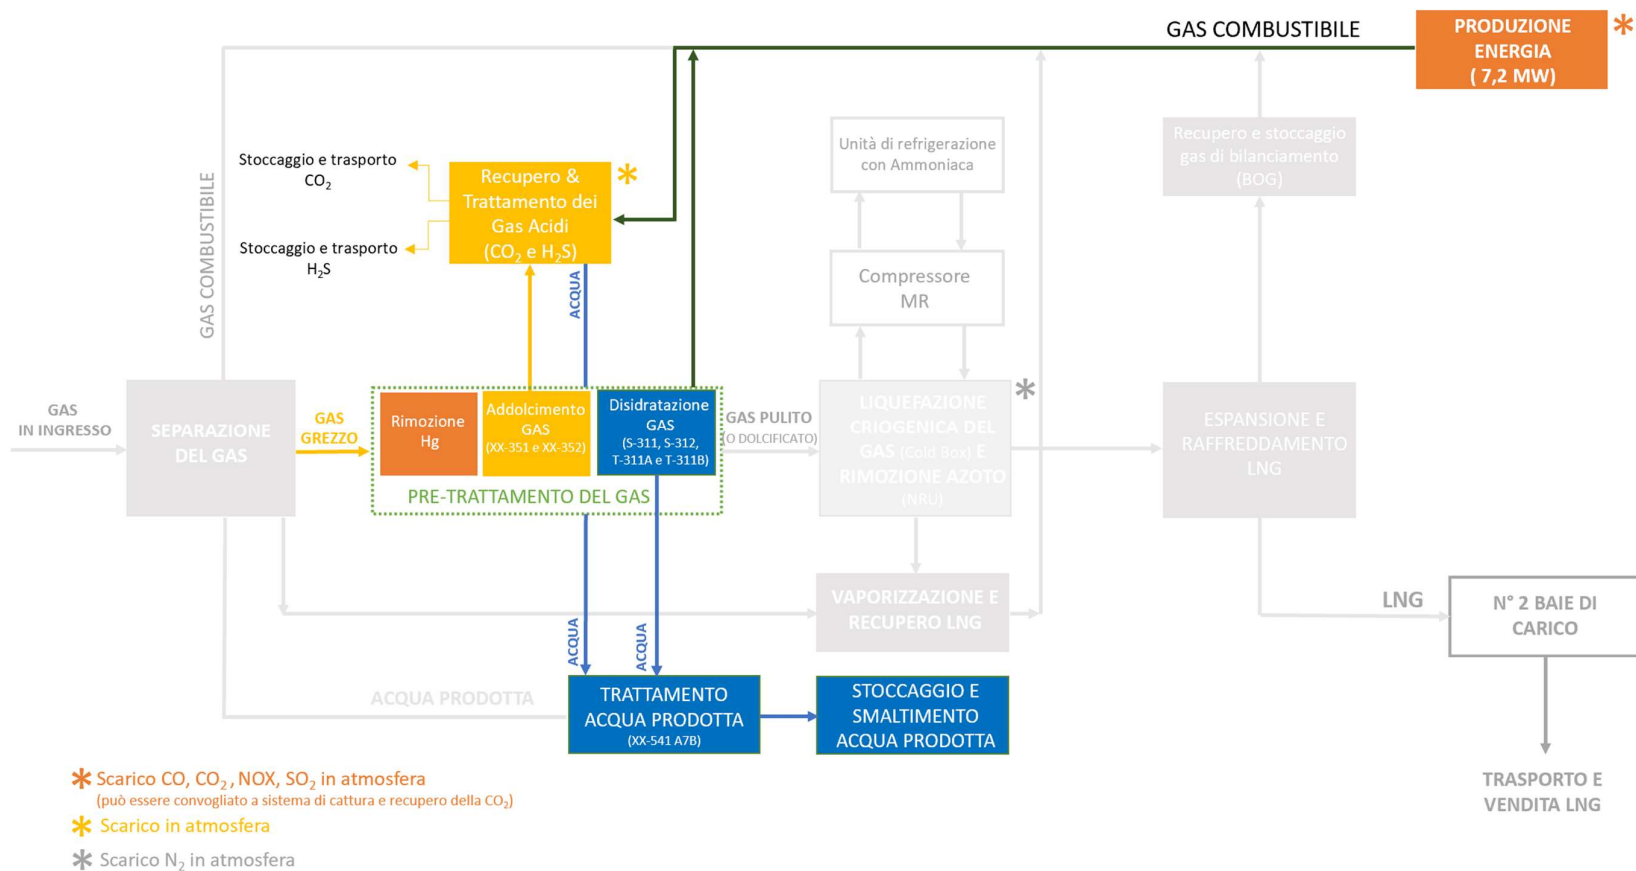 GAS COMBUSTIBILE
PRODUZIONE
ENERGIA
( 7,2 MW)
*
Unità di refrigerazione
con Ammoniaca
Recupero e stoccaggio
gas di bilanciamento
(BOG)
Stoccaggio e trasporto
CO₂
Stoccaggio e trasporto
H₂S
Recupero &
Trattamento dei
Gas Acidi
(CO₂ e H₂S)
*
GAS COMBUSTIBILE
ACQUA
Compressore
MR
GAS
IN INGRESSO
SEPARAZIONE
DEL GAS
GAS
GREZZO
Rimozione
Hg
Addolcimento
GAS
(XX-351 e XX-352)
Disidratazione
GAS
(S-311, S-312,
T-311A e T-311B)
PRE-TRATTAMENTO DEL GAS
GAS PULITO
(O DOLCIFICATO)
LIQUEFAZIONE
CRIOGENICA DEL
GAS (Cold Box) E
RIMOZIONE AZOTO
(NRU)
*
ESPANSIONE E
RAFFREDDAMENTO
LNG
VAPORIZZAZIONE E
RECUPERO LNG
LNG
N° 2 BAIE DI
CARICO
ACQUA
ACQUA
ACQUA PRODOTTA
TRATTAMENTO
ACQUA PRODOTTA
(XX-541 A7B)
STOCCAGGIO E
SMALTIMENTO
ACQUA PRODOTTA
TRASPORTO E
VENDITA LNG
* Scarico CO, CO₂ , NOX, SO₂ in atmosfera
(può essere convogliato a sistema di cattura e recupero della CO₂)
* Scarico in atmosfera
* Scarico N₂ in atmosfera